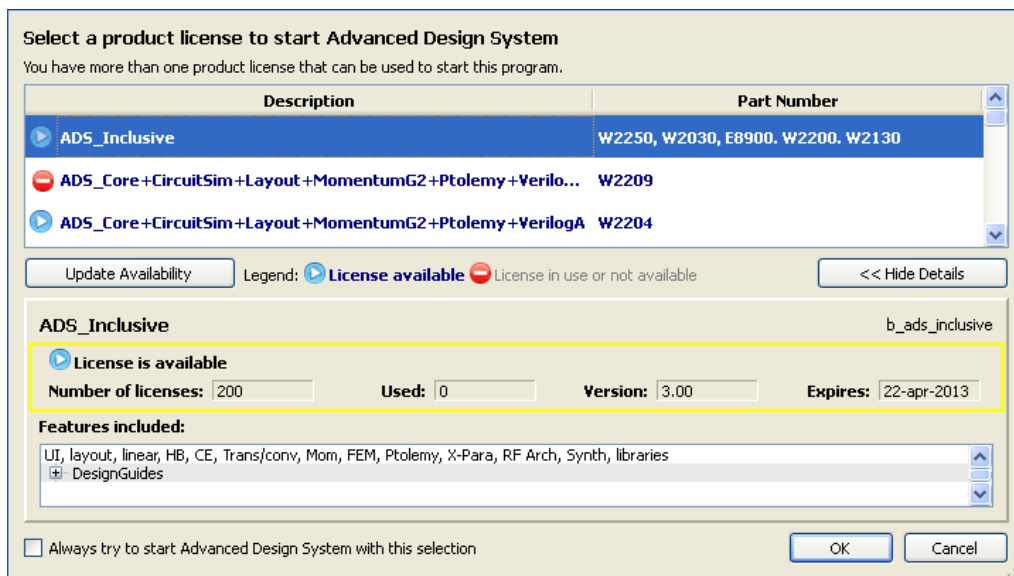 Select a product license to start Advanced Design System
You have more than one product license that can be used to start this program.
Description Part Number
ADS_Inclusive W2250, W2030, E8900. W2200. W2130
ADS_Core+CircuitSim+Layout+MomentumG2+Ptolemy+Verilo... W2209
ADS_Core+CircuitSim+Layout+MomentumG2+Ptolemy+VerilogA W2204
Update Availability Legend: License available License in use or not available << Hide Details
ADS_Inclusive b_ads_inclusive
License is available
Number of licenses: 200 Used: 0 Version: 3.00 Expires: 22-apr-2013
Features included:
UI, layout, linear, HB, CE, Trans/conv, Mom, FEM, Ptolemy, X-Para, RF Arch, Synth, libraries
DesignGuides
Always try to start Advanced Design System with this selection OK Cancel